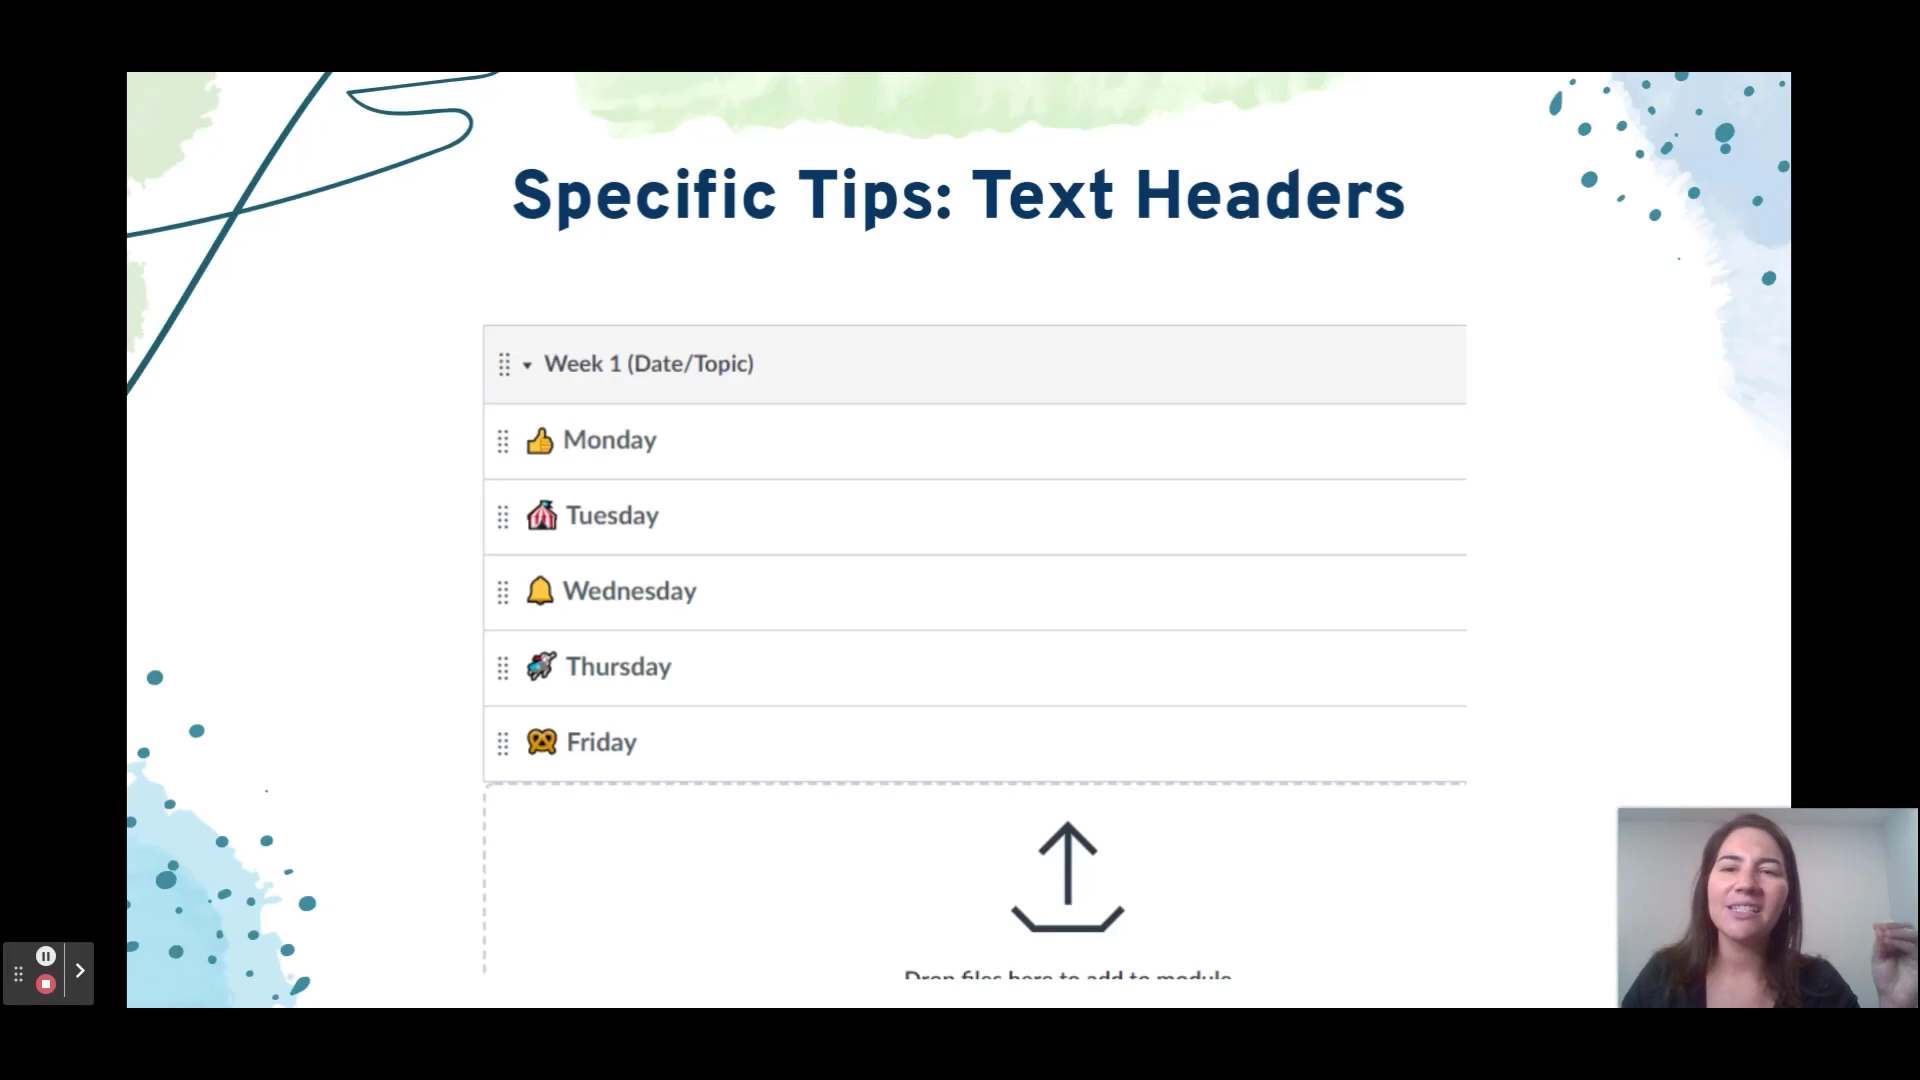 Specific Tips: Text Headers
Week 1 (Date/Topic)
Monday
Tuesday
Wednesday
Thursday
Friday
Drop files here to add to module